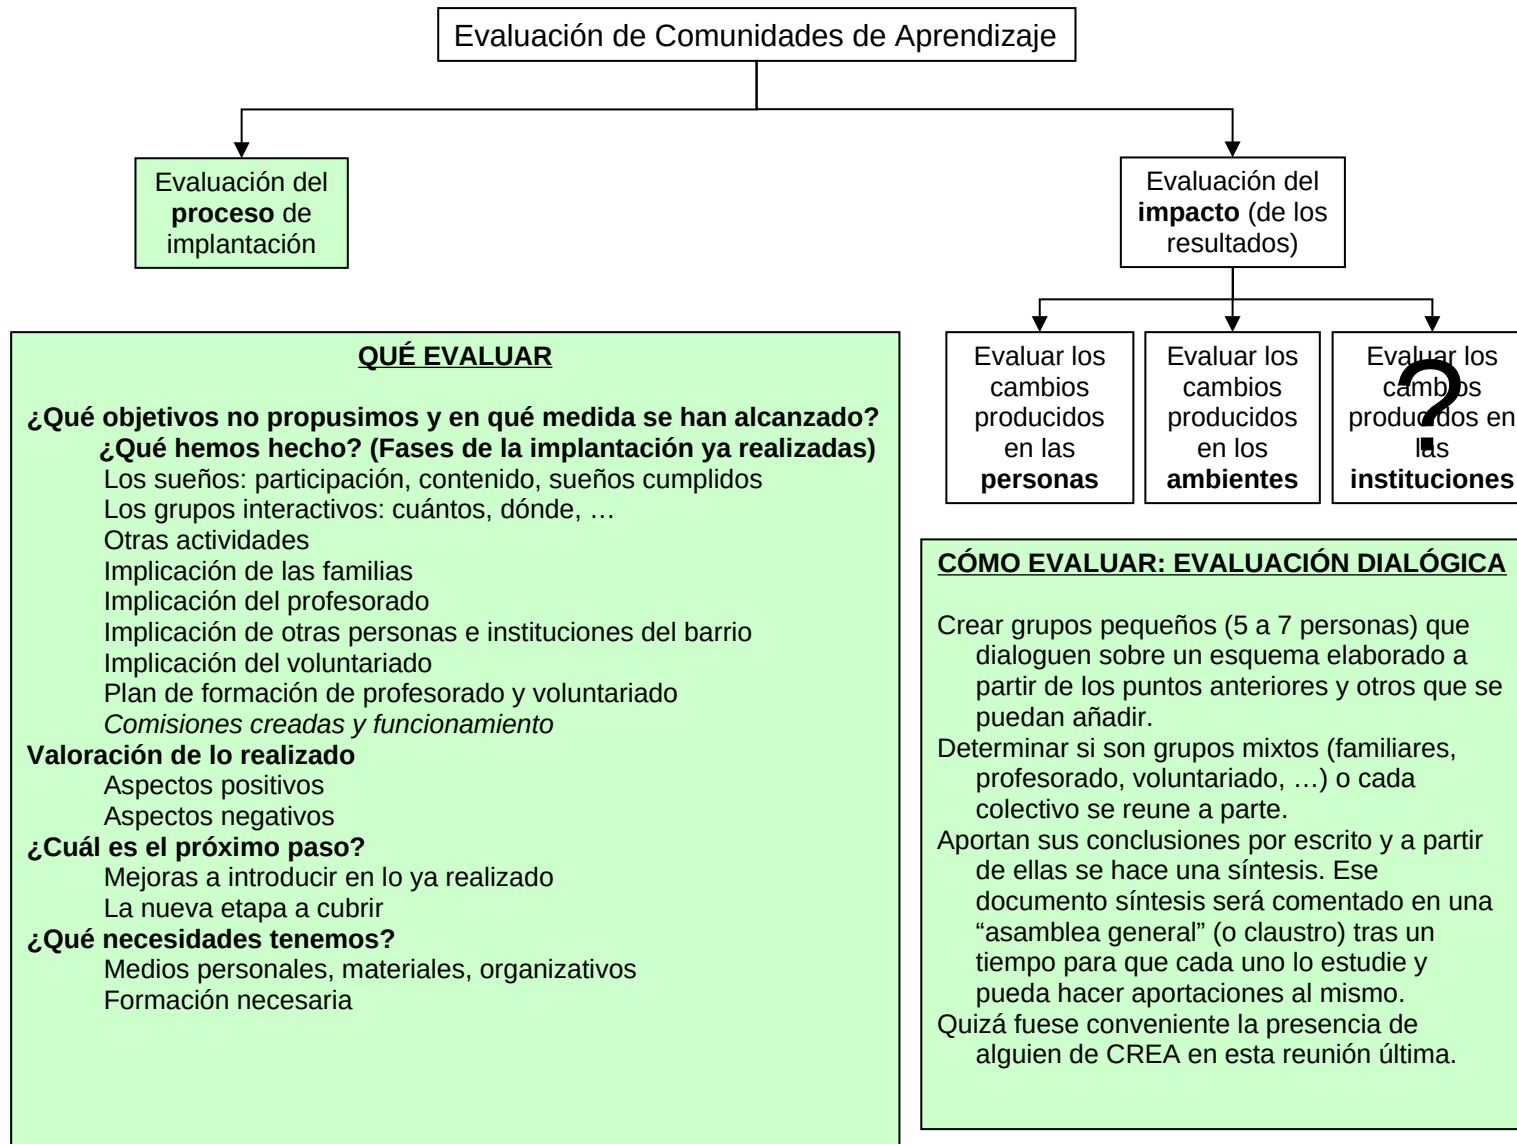 Evaluación de Comunidades de Aprendizaje
Evaluación del
proceso de
implantación
Evaluación del
impacto (de los
resultados)
Evaluar los
cambios
producidos
en las
personas
Evaluar los
cambios
producidos
en los
ambientes
Evaluar los
cambios
producidos en
las
instituciones
?
QUÉ EVALUAR
¿Qué objetivos no propusimos y en qué medida se han alcanzado?
¿Qué hemos hecho? (Fases de la implantación ya realizadas)
Los sueños: participación, contenido, sueños cumplidos
Los grupos interactivos: cuántos, dónde, …
Otras actividades
Implicación de las familias
Implicación del profesorado
Implicación de otras personas e instituciones del barrio
Implicación del voluntariado
Plan de formación de profesorado y voluntariado
Comisiones creadas y funcionamiento
Valoración de lo realizado
Aspectos positivos
Aspectos negativos
¿Cuál es el próximo paso?
Mejoras a introducir en lo ya realizado
La nueva etapa a cubrir
¿Qué necesidades tenemos?
Medios personales, materiales, organizativos
Formación necesaria
CÓMO EVALUAR: EVALUACIÓN DIALÓGICA
Crear grupos pequeños (5 a 7 personas) que
dialoguen sobre un esquema elaborado a
partir de los puntos anteriores y otros que se
puedan añadir.
Determinar si son grupos mixtos (familiares,
profesorado, voluntariado, …) o cada
colectivo se reune a parte.
Aportan sus conclusiones por escrito y a partir
de ellas se hace una síntesis. Ese
documento síntesis será comentado en una
“asamblea general” (o claustro) tras un
tiempo para que cada uno lo estudie y
pueda hacer aportaciones al mismo.
Quizá fuese conveniente la presencia de
alguien de CREA en esta reunión última.